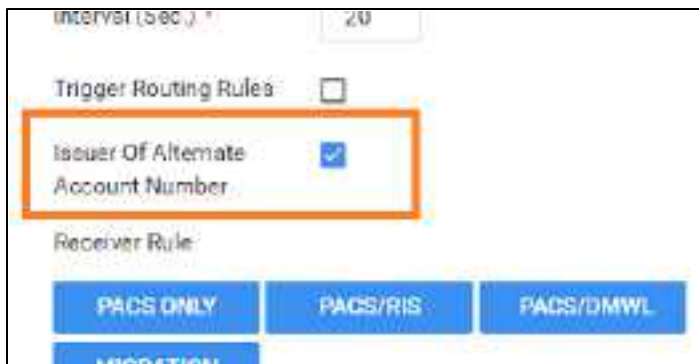 Interval (Sec.) *
20
Trigger Routing Rules
Issuer Of Alternate
Account Number
Receiver Rule
PACS ONLY
PACS/RIS
PACS/DMWL
MIGRATION